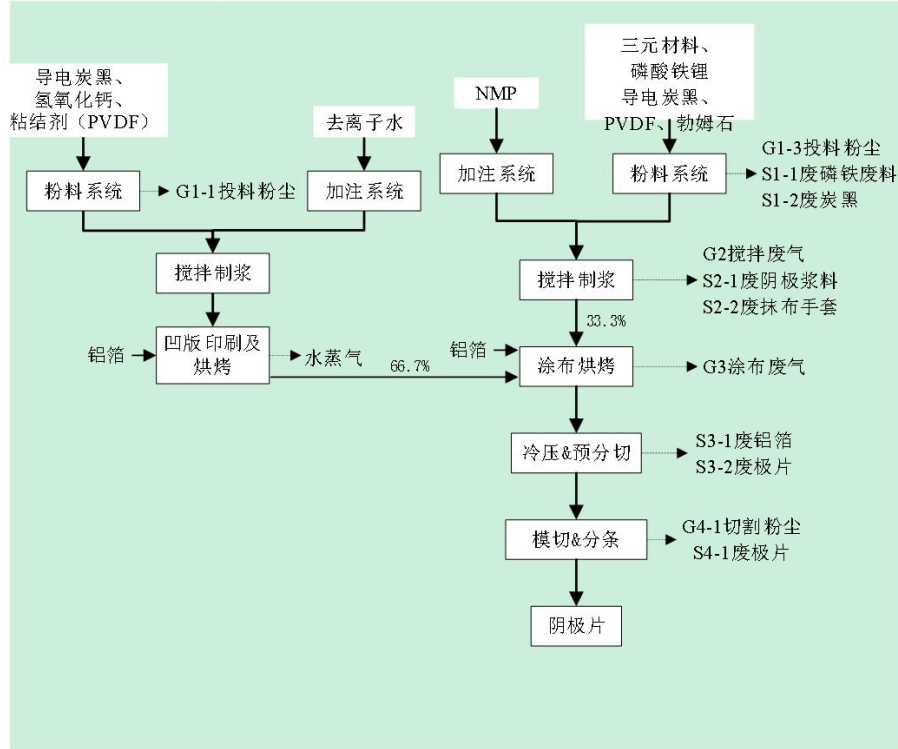 导电炭黑、
氢氧化钙、
粘结剂（PVDF）
去离子水
NMP
三元材料、
磷酸铁锂
导电炭黑、
PVDF、勃姆石
粉料系统
G1-1投料粉尘
加注系统
加注系统
粉料系统
G1-3投料粉尘
S1-1废磷铁废料
S1-2废炭黑
搅拌制浆
搅拌制浆
G2搅拌废气
S2-1废阴极浆料
S2-2废抹布手套
33.3%
铝箔
凹版印刷及
烘烤
水蒸气
66.7%
铝箔
涂布烘烤
G3涂布废气
冷压&预分切
S3-1废铝箔
S3-2废极片
模切&分条
G4-1切割粉尘
S4-1废极片
阴极片